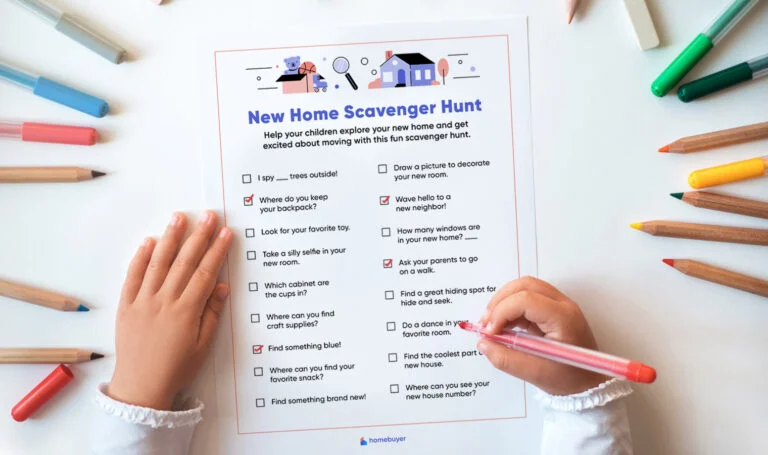 New Home Scavenger Hunt
Help your children explore your new home and get
excited about moving with this fun scavenger hunt.
I spy ___ trees outside!
Where do you keep
your backpack?
Look for your favorite toy.
Take a silly selfie in your
new room.
Which cabinet are
the cups in?
Where can you find
craft supplies?
Find something blue!
Where can you find your
favorite snack?
Find something brand new!
Draw a picture to decorate
your new room.
Wave hello to a
new neighbor!
How many windows are
in your new home? ___
Ask your parents to go
on a walk.
Find a great hiding spot for
hide and seek.
Do a dance in your
favorite room.
Find the coolest part
new house.
Where can you see your
new house number?
homebuyer